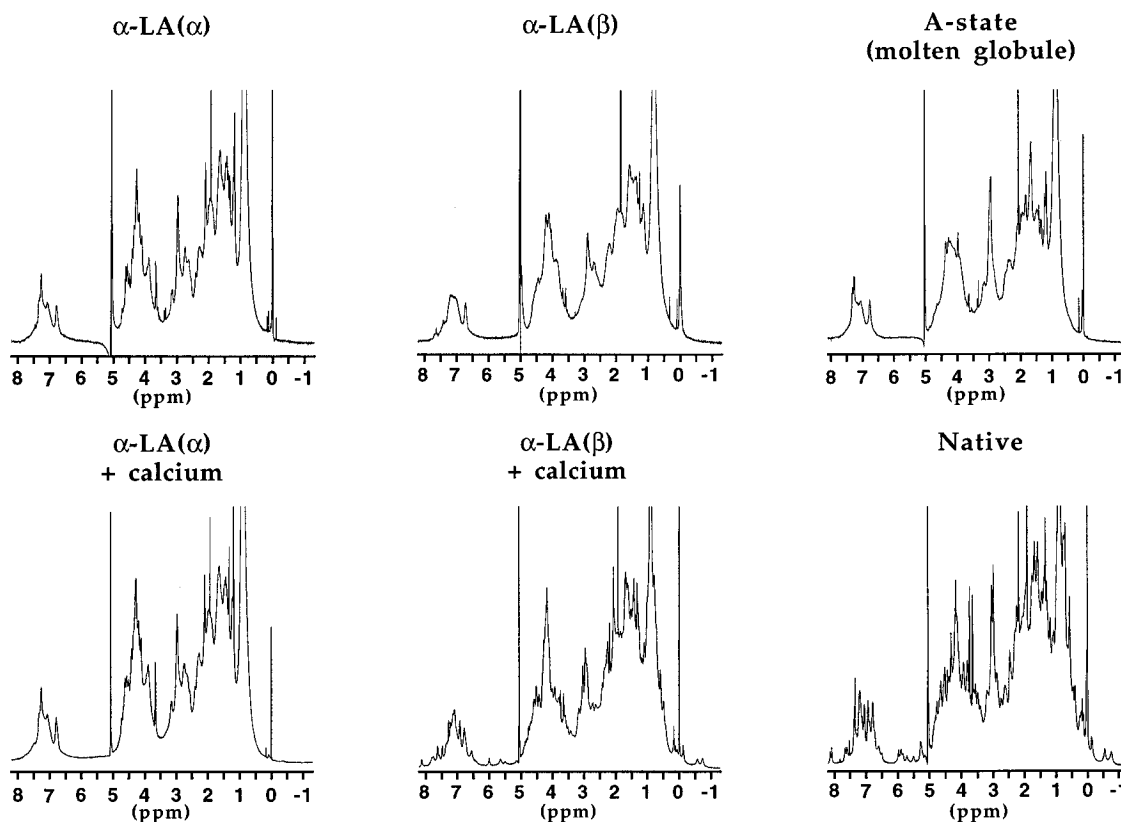 α-LA(α)
α-LA(β)
A-state
(molten globule)
8 7 6 5 4 3 2 1 0 -1
(ppm)
8 7 6 5 4 3 2 1 0 -1
(ppm)
8 7 6 5 4 3 2 1 0 -1
(ppm)
α-LA(α)
+ calcium
α-LA(β)
+ calcium
Native
8 7 6 5 4 3 2 1 0 -1
(ppm)
8 7 6 5 4 3 2 1 0 -1
(ppm)
8 7 6 5 4 3 2 1 0 -1
(ppm)